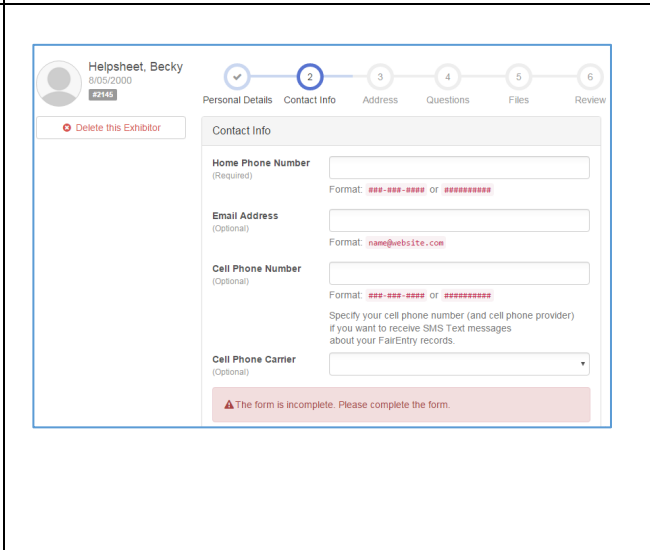 Helpsheet, Becky
8/05/2000
#2145
Delete this Exhibitor
2 3 4 5 6
Personal Details Contact Info Address Questions Files Review
Contact Info
Home Phone Number
(Required)
Format: ###-###-#### or ##########
Email Address
(Optional)
Format: name@website.com
Cell Phone Number
(Optional)
Format: ###-###-#### or ##########
Specify your cell phone number (and cell phone provider)
if you want to receive SMS Text messages
about your FairEntry records.
Cell Phone Carrier
(Optional)
The form is incomplete. Please complete the form.